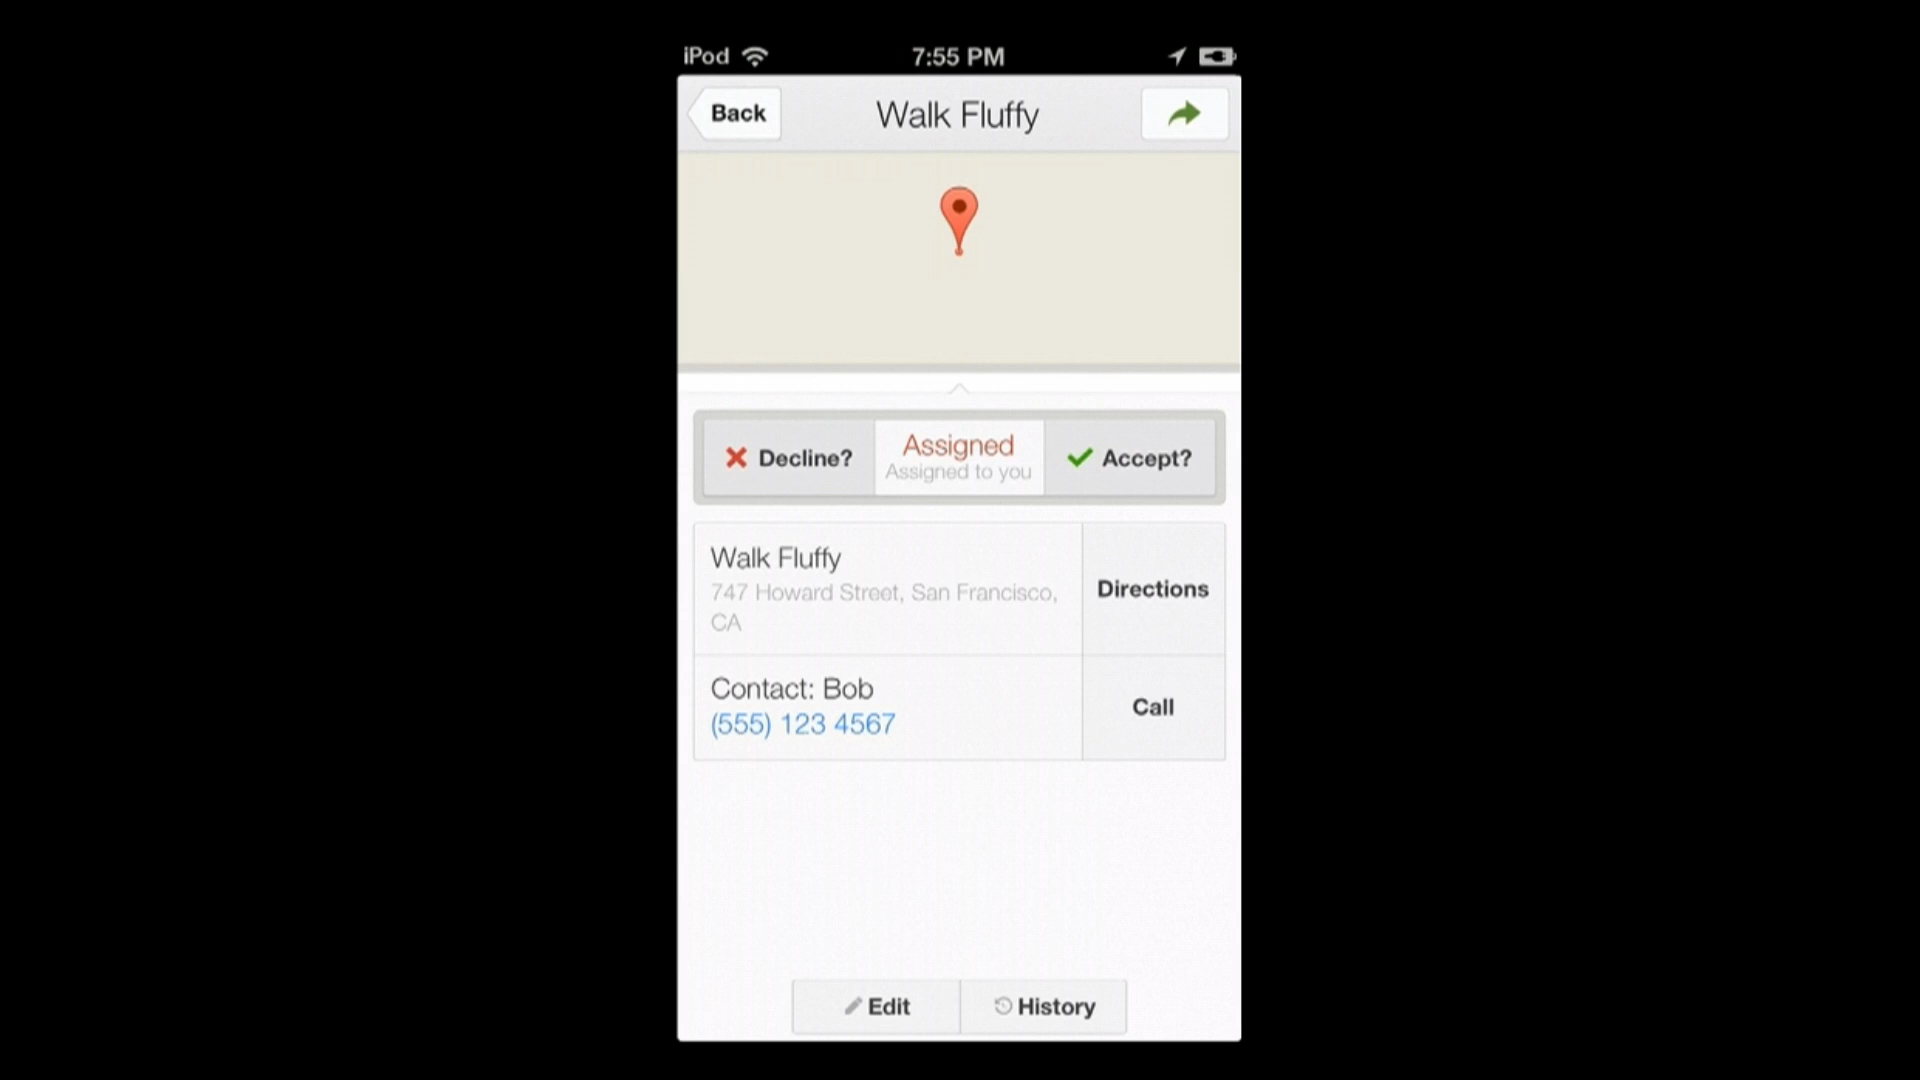 iPod 7:55 PM
Back Walk Fluffy
Decline? Assigned Accept?
Assigned to you
Walk Fluffy
747 Howard Street, San Francisco,
CA
Directions
Contact: Bob
(555) 123 4567
Call
Edit History